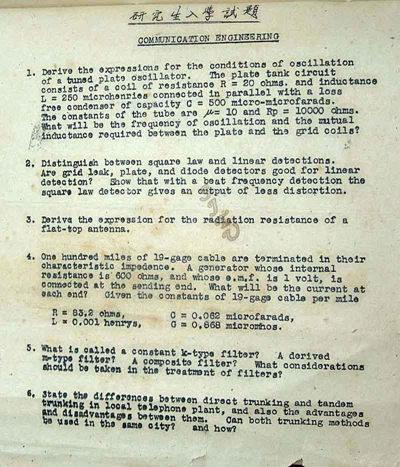 研究生入學試題
COMMUNICATION ENGINEERING
1. Derive the expressions for the conditions of oscillation
of a tuned plate oscillator. The plate tank circuit
consists of a coil of resistance R = 20 ohms. and inductance
L = 250 microhenries connected in parallel with a loss
free condenser of capacity C = 500 micro-microfarads.
The constants of the tube are μ= 10 and Rp = 10000 ohms.
What will be the frequency of oscillation and the mutual
inductance required between the plate and the grid coils?
2. Distinguish between square law and linear detections.
Are grid leak, plate, and diode detectors good for linear
detection? Show that with a beat frequency detection the
square law detector gives an output of less distortion.
3. Derive the expression for the radiation resistance of a
flat-top antenna.
4. One hundred miles of 19-gage cable are terminated in their
characteristic impedence. A generator whose internal
resistance is 600 ohms, and whose e.m.f. is 1 volt, is
connected at the sending end. What will be the current at
each end? Given the constants of 19-gage cable per mile
R = 83.2 ohms, C = 0.062 microfarads,
L = 0.001 henrys, G = 0.668 micromhos.
5. What is called a constant k-type filter? A derived
m-type filter? A composite filter? What considerations
should be taken in the treatment of filters?
6. State the differences between direct trunking and tandem
trunking in local telephone plant, and also the advantages
and disadvantages between them. Can both trunking methods
be used in the same city? and how?